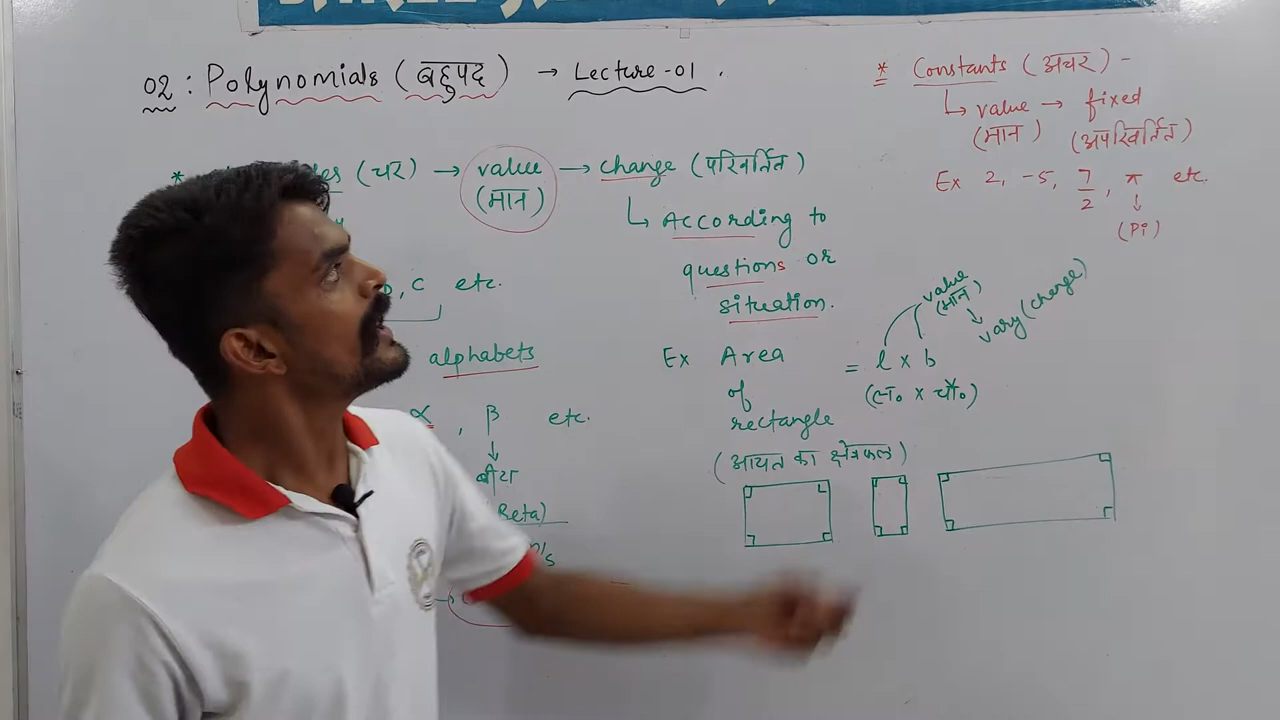 02 : Polynomials (बहुपद) → Lecture-01 .
(चर) → value → change (परिवर्तित)
(मान)
↳ According to
questions or
situation.
, c etc.
alphabets
α , β etc.
↓
बीटा
Beta)
Ex Area = l x b
of (ल० x चौ०)
rectangle
(आयत का क्षेत्रफल)
value
(मान)
↓
vary (change)
* Constants (अचर) -
↳ value → fixed
(मान) (अपरिवर्तित)
Ex 2, -5, 7/2, π etc.
↓
(Pi)